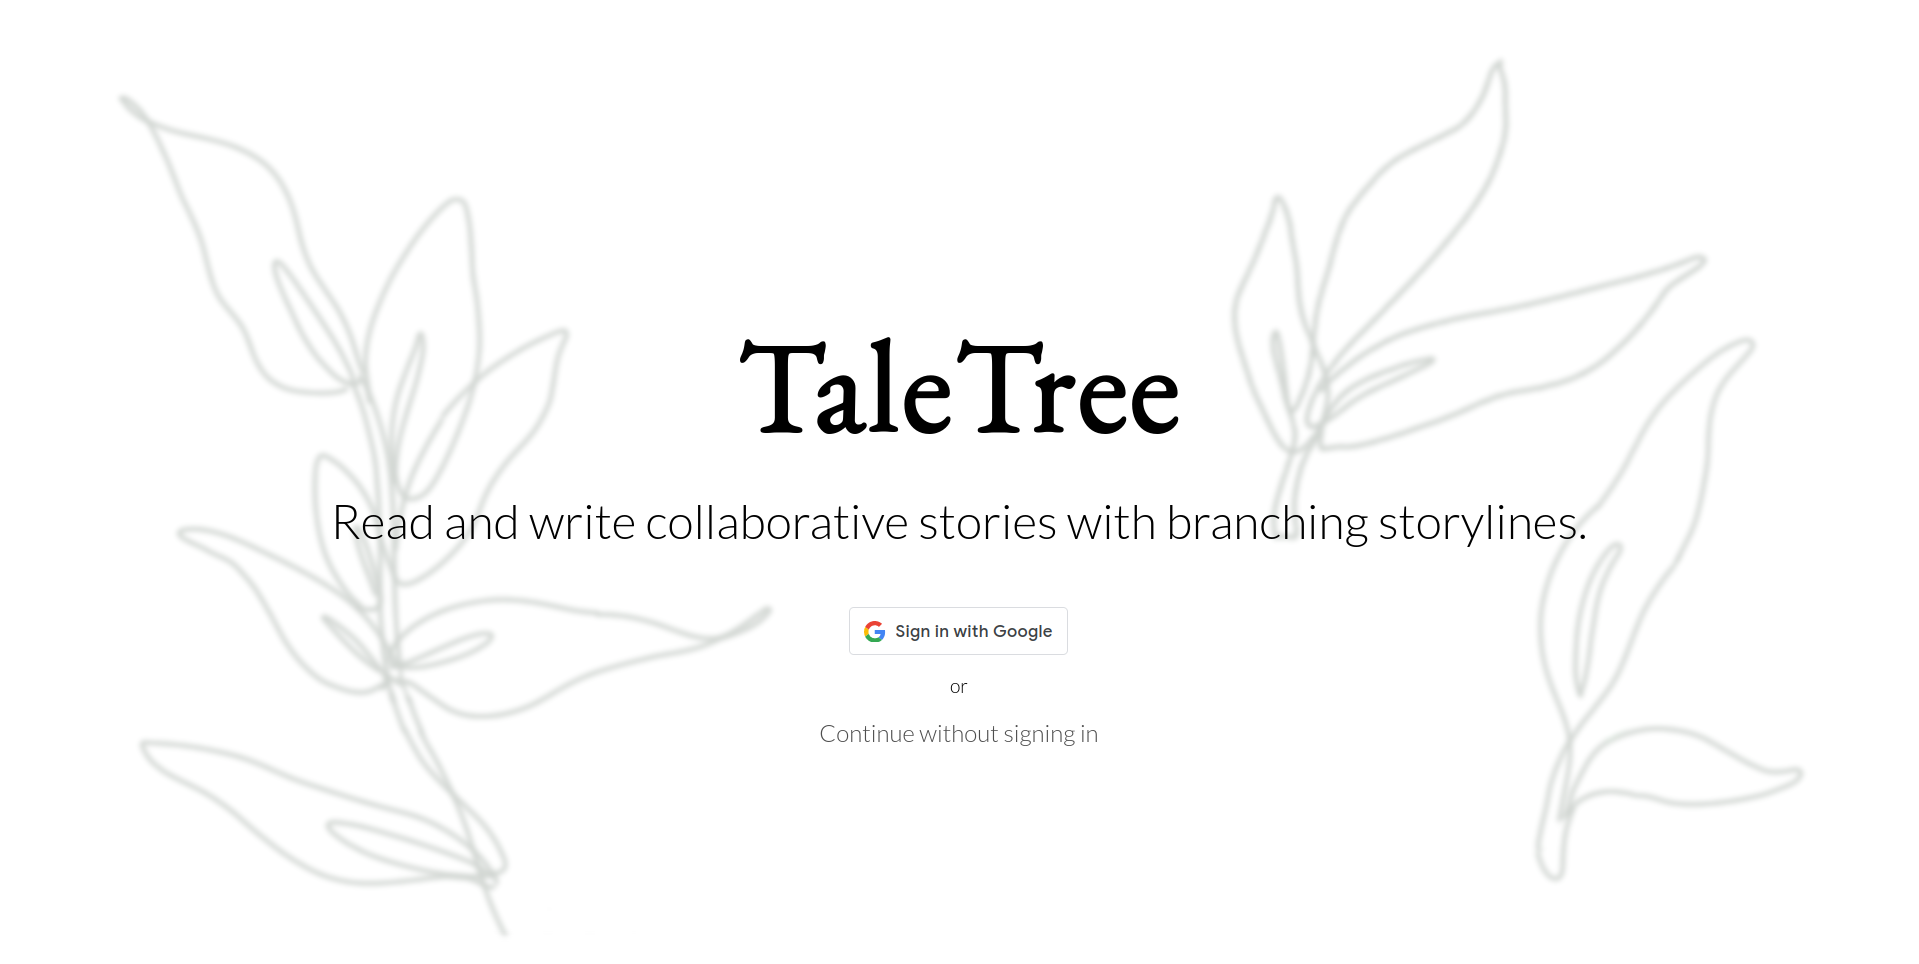 TaleTree
Read and write collaborative stories with branching storylines.
Sign in with Google
or
Continue without signing in